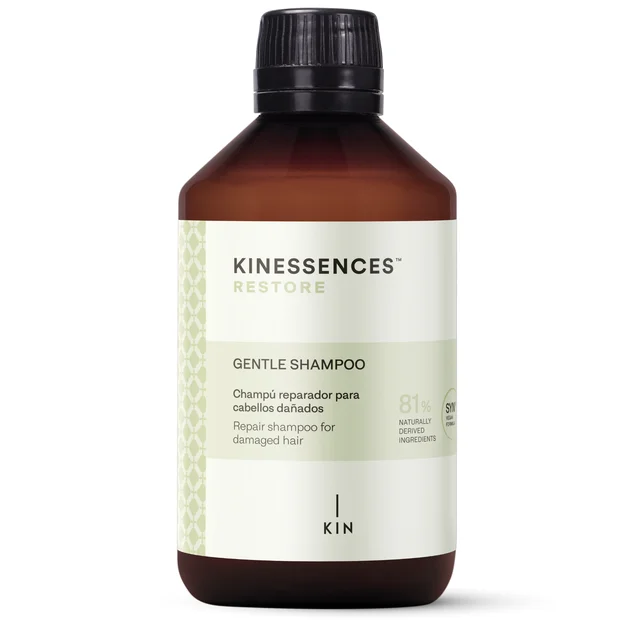 KINESSENCES™
RESTORE
GENTLE SHAMPOO
Champú reparador para
cabellos dañados
Repair shampoo for
damaged hair
81%
NATURALLY
DERIVED
INGREDIENTS
VEGAN
KIN